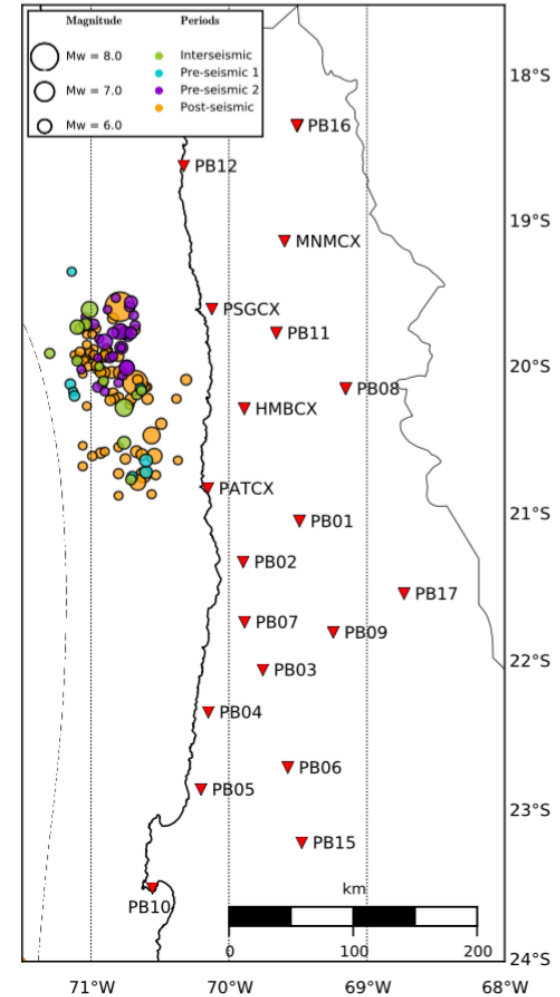 Magnitude Periods
Mw = 8.0 Interseismic
Pre-seismic 1
Mw = 7.0 Pre-seismic 2
Post-seismic
Mw = 6.0
18°S
PB16
PB12
19°S
MNMCX
PSGCX
PB11
20°S
PB08
HMBCX
PATCX
21°S
PB01
PB02
PB17
PB07
PB09
22°S
PB03
PB04
PB06
PB05
23°S
PB15
km
PB10
0 100 200
24°S
71°W 70°W 69°W 68°W